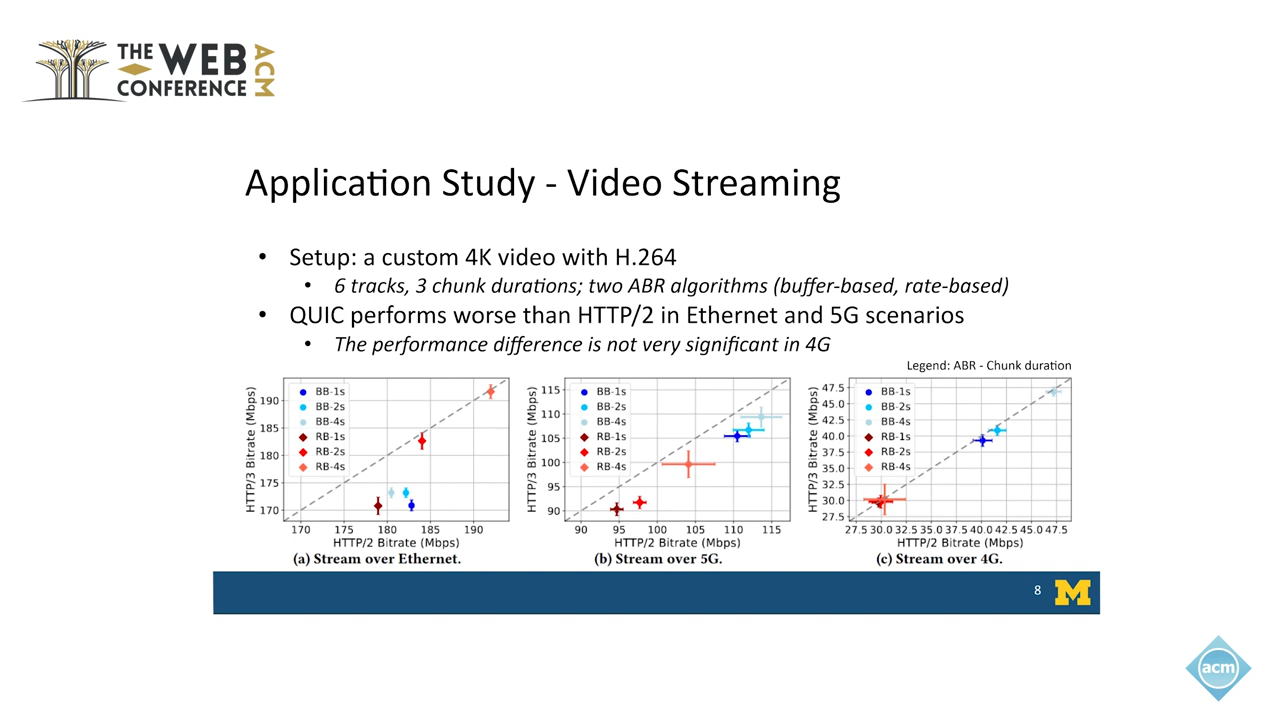 THE WEB CONFERENCE ACM
Application Study - Video Streaming
• Setup: a custom 4K video with H.264
• 6 tracks, 3 chunk durations; two ABR algorithms (buffer-based, rate-based)
• QUIC performs worse than HTTP/2 in Ethernet and 5G scenarios
• The performance difference is not very significant in 4G
Legend: ABR - Chunk duration
HTTP/3 Bitrate (Mbps)
190
185
180
175
170
BB-1s
BB-2s
BB-4s
RB-1s
RB-2s
RB-4s
170 175 180 185 190
HTTP/2 Bitrate (Mbps)
(a) Stream over Ethernet.
HTTP/3 Bitrate (Mbps)
115
110
105
100
95
90
BB-1s
BB-2s
BB-4s
RB-1s
RB-2s
RB-4s
90 95 100 105 110 115
HTTP/2 Bitrate (Mbps)
(b) Stream over 5G.
HTTP/3 Bitrate (Mbps)
47.5
45.0
42.5
40.0
37.5
35.0
32.5
30.0
27.5
BB-1s
BB-2s
BB-4s
RB-1s
RB-2s
RB-4s
27.5 30.0 32.5 35.0 37.5 40.0 42.5 45.0 47.5
HTTP/2 Bitrate (Mbps)
(c) Stream over 4G.
8
M
acm